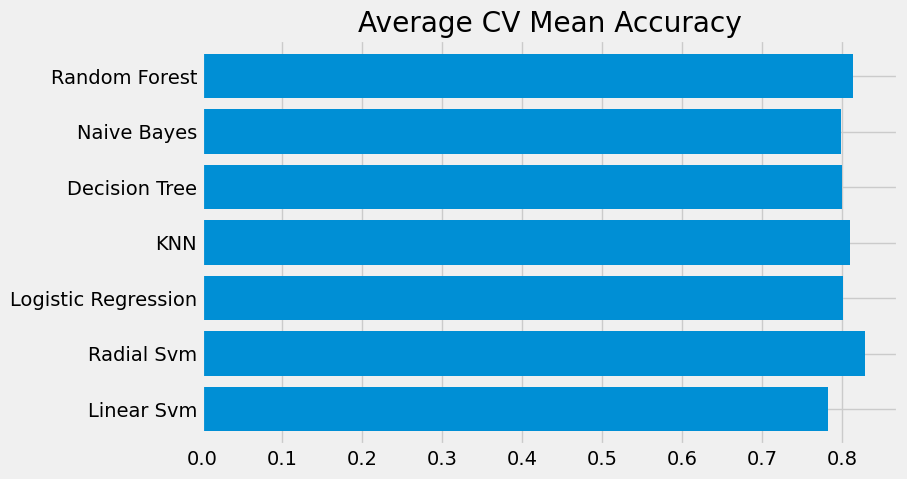 Average CV Mean Accuracy
Random Forest
Naive Bayes
Decision Tree
KNN
Logistic Regression
Radial Svm
Linear Svm
0.0 0.1 0.2 0.3 0.4 0.5 0.6 0.7 0.8